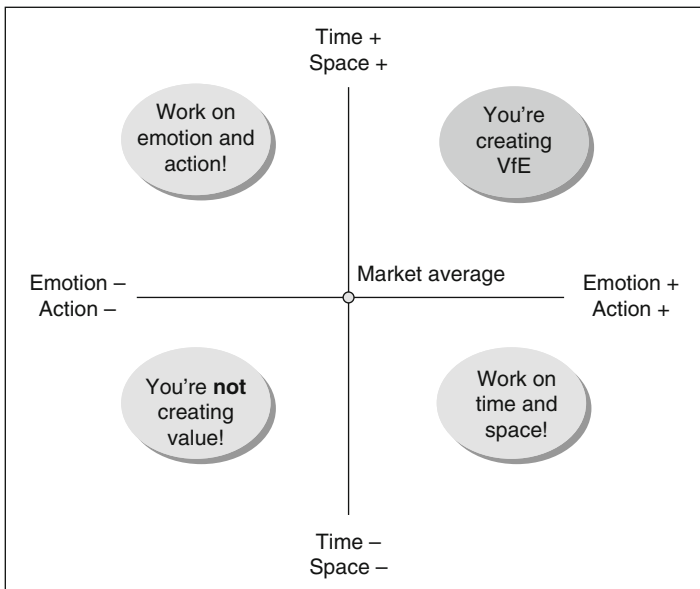 Time +
Space +
Work on
emotion and
action!
You're
creating
VfE
Market average
Emotion –
Action –
Emotion +
Action +
You're not
creating
value!
Work on
time and
space!
Time –
Space –